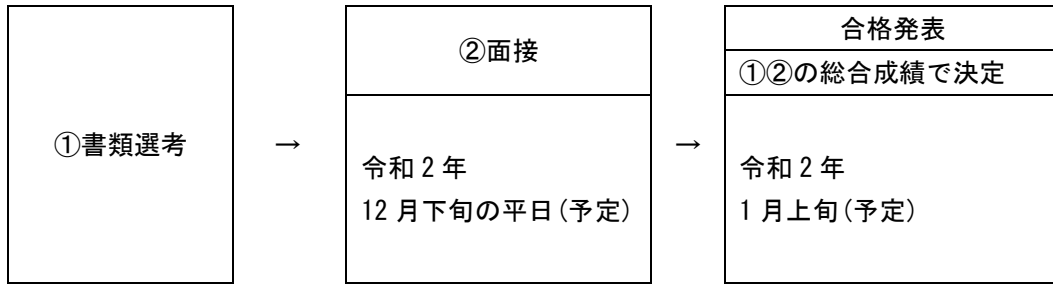 ①書類選考
→
②面接
令和2年
12月下旬の平日(予定)
→
合格発表
①②の総合成績で決定
令和2年
1月上旬(予定)